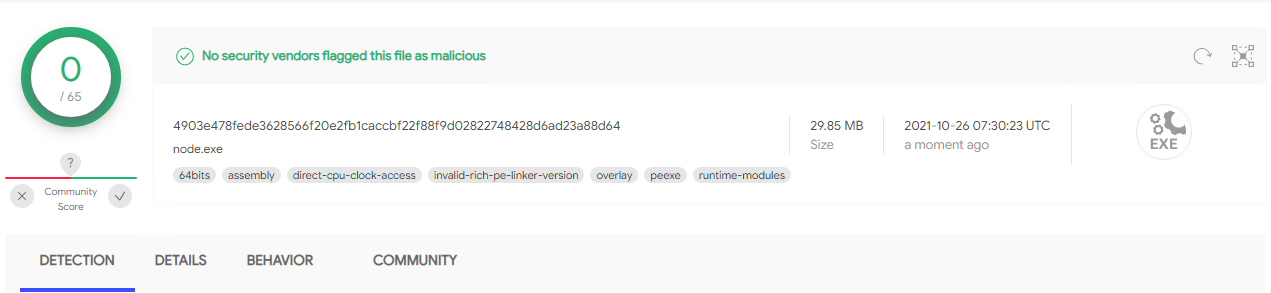 0
/ 65
No security vendors flagged this file as malicious
4903e478fede3628566f20e2fb1caccbf22f88f9d02822748428d6ad23a88d64
node.exe
64bits assembly direct-cpu-clock-access invalid-rich-pe-linker-version overlay peexe runtime-modules
29.85 MB
Size
2021-10-26 07:30:23 UTC
a moment ago
EXE
?
Community
Score
DETECTION DETAILS BEHAVIOR COMMUNITY